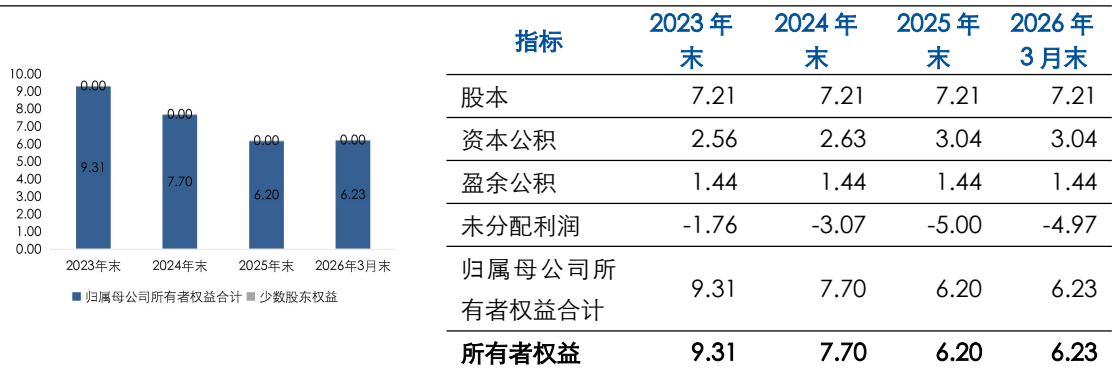 10.00
9.00
8.00
7.00
6.00
5.00
4.00
3.00
2.00
1.00
0.00
0.00
0.00
0.00
0.00
9.31
7.70
6.20
6.23
2023年末 2024年末 2025年末 2026年3月末
归属母公司所有者权益合计 少数股东权益
指标 2023年末 2024年末 2025年末 2026年3月末
股本 7.21 7.21 7.21 7.21
资本公积 2.56 2.63 3.04 3.04
盈余公积 1.44 1.44 1.44 1.44
未分配利润 -1.76 -3.07 -5.00 -4.97
归属母公司所
有者权益合计 9.31 7.70 6.20 6.23
所有者权益 9.31 7.70 6.20 6.23